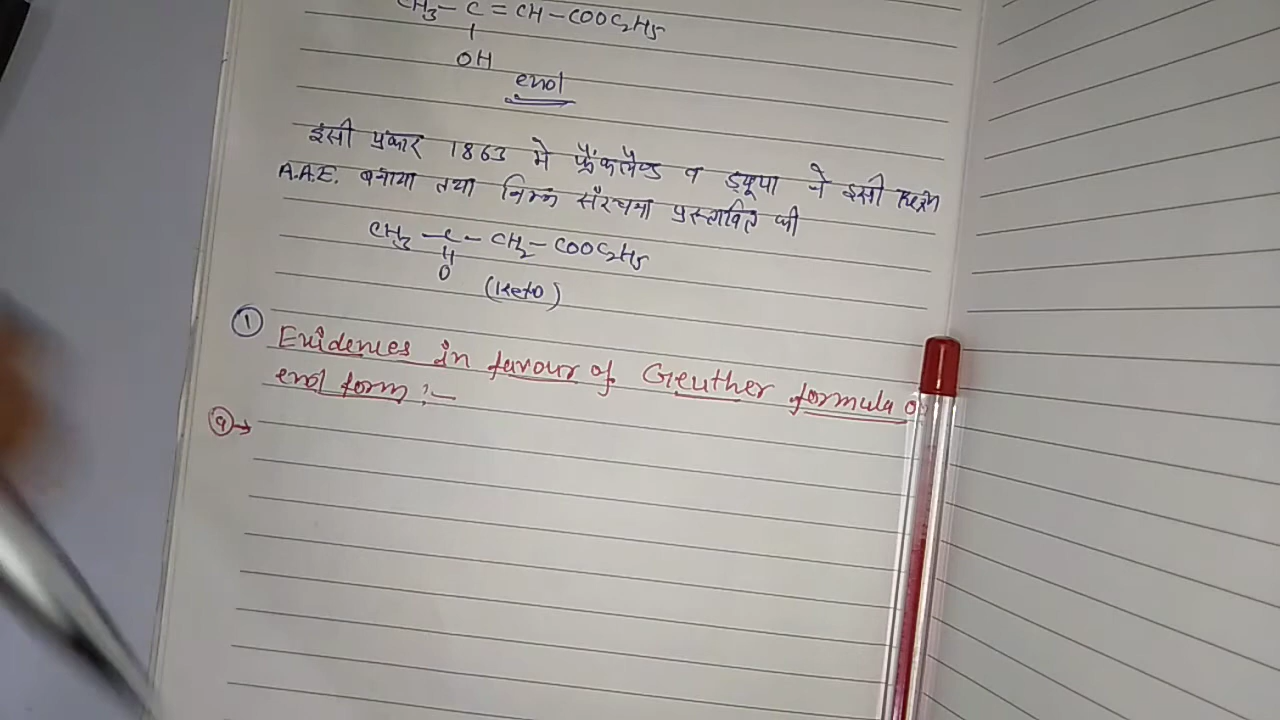 CH3 - C = CH - COOC2H5
|
OH
enol
इसी प्रकार 1863 मे फ्रैंकलैण्ड व ड्यूपा ने इसी
A.A.E. बनाया तथा निम्न संरचना प्रस्तावित की
CH3 - C - CH2 - COOC2H5
||
O
(Keto)
1 Evidences in favour of Geuther formula or
enol form :-
a →